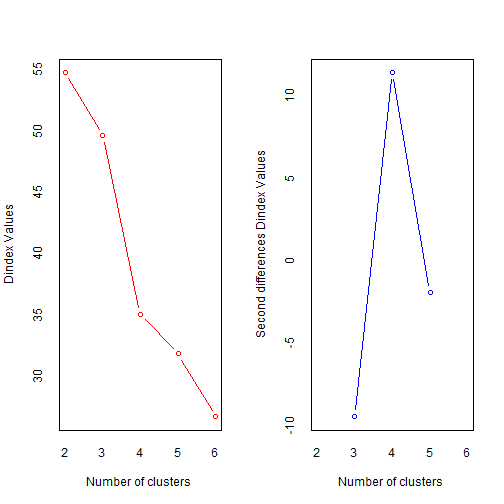 Dindex Values
55
50
45
40
35
30
2 3 4 5 6
Number of clusters
Second differences Dindex Values
10
5
0
-5
-10
2 3 4 5 6
Number of clusters